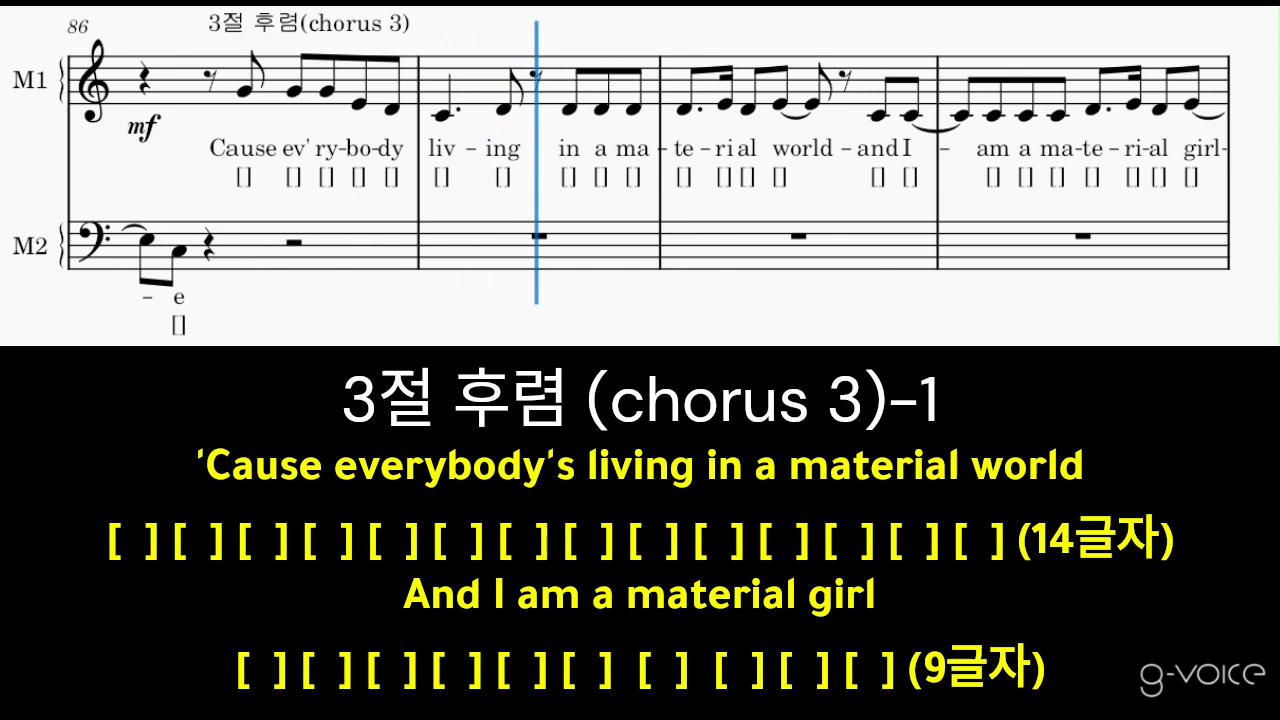 86 3절 후렴(chorus 3)
M1
mf
Cause ev' ry-bo-dy liv - ing in a ma - te - ri al world - and I - am a ma-te - ri-al girl-
[] [] [] [] [] [] [] [] [] [] [] [] [] [] [] [] [] [] [] [] [] [] []
M2
- e
[]
3절 후렴 (chorus 3)-1
'Cause everybody's living in a material world
[ ] [ ] [ ] [ ] [ ] [ ] [ ] [ ] [ ] [ ] [ ] [ ] [ ] [ ] (14글자)
And I am a material girl
[ ] [ ] [ ] [ ] [ ] [ ] [ ] [ ] [ ] [ ] (9글자)
g-voice